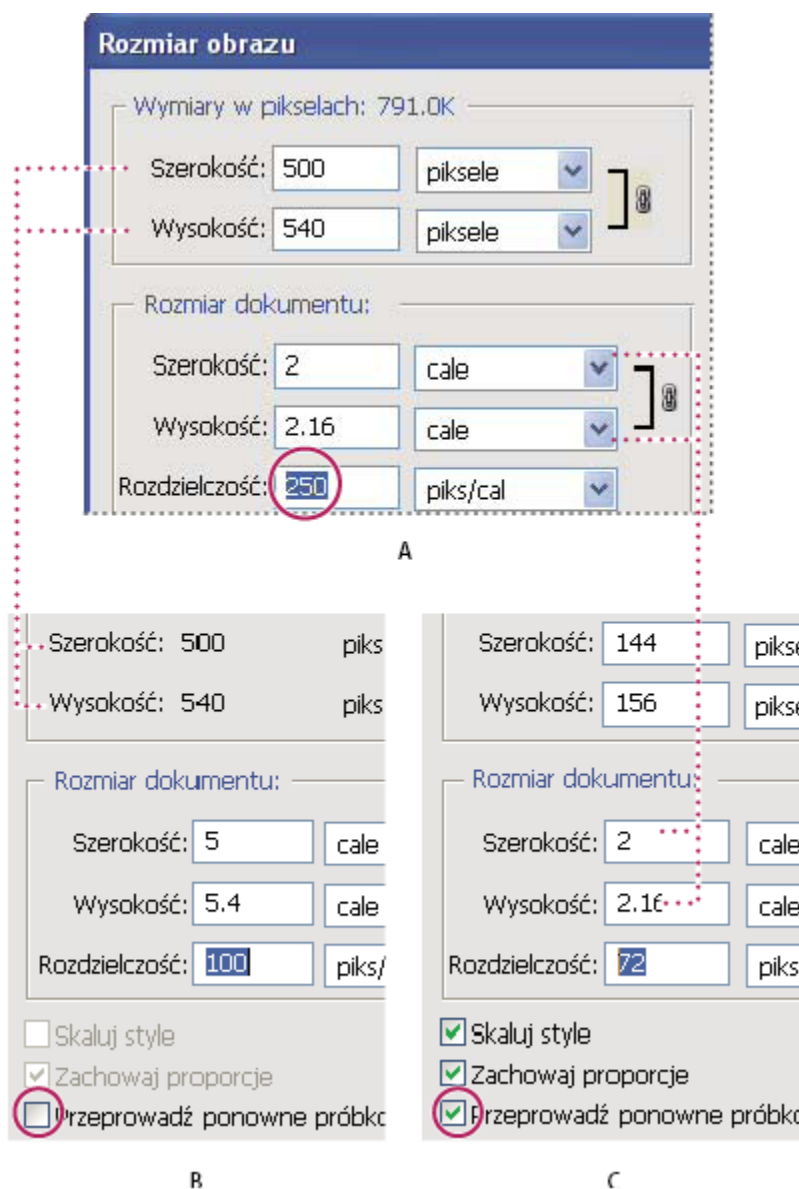 Rozmiar obrazu
Wymiary w pikselach: 791.0K
Szerokość: 500 piksele
Wysokość: 540 piksele
Rozmiar dokumentu:
Szerokość: 2 cale
Wysokość: 2.16 cale
Rozdzielczość: 250 piks/cal
A
Szerokość: 500 piks
Wysokość: 540 piks
Rozmiar dokumentu:
Szerokość: 5 cale
Wysokość: 5.4 cale
Rozdzielczość: 100 piks/
Skaluj style
Zachowaj proporcje
Przeprowadź ponowne próbko
B
Szerokość: 144 pikse
Wysokość: 156 pikse
Rozmiar dokumentu:
Szerokość: 2 cale
Wysokość: 2.16 cale
Rozdzielczość: 72 piks
Skaluj style
Zachowaj proporcje
Przeprowadź ponowne próbko
C